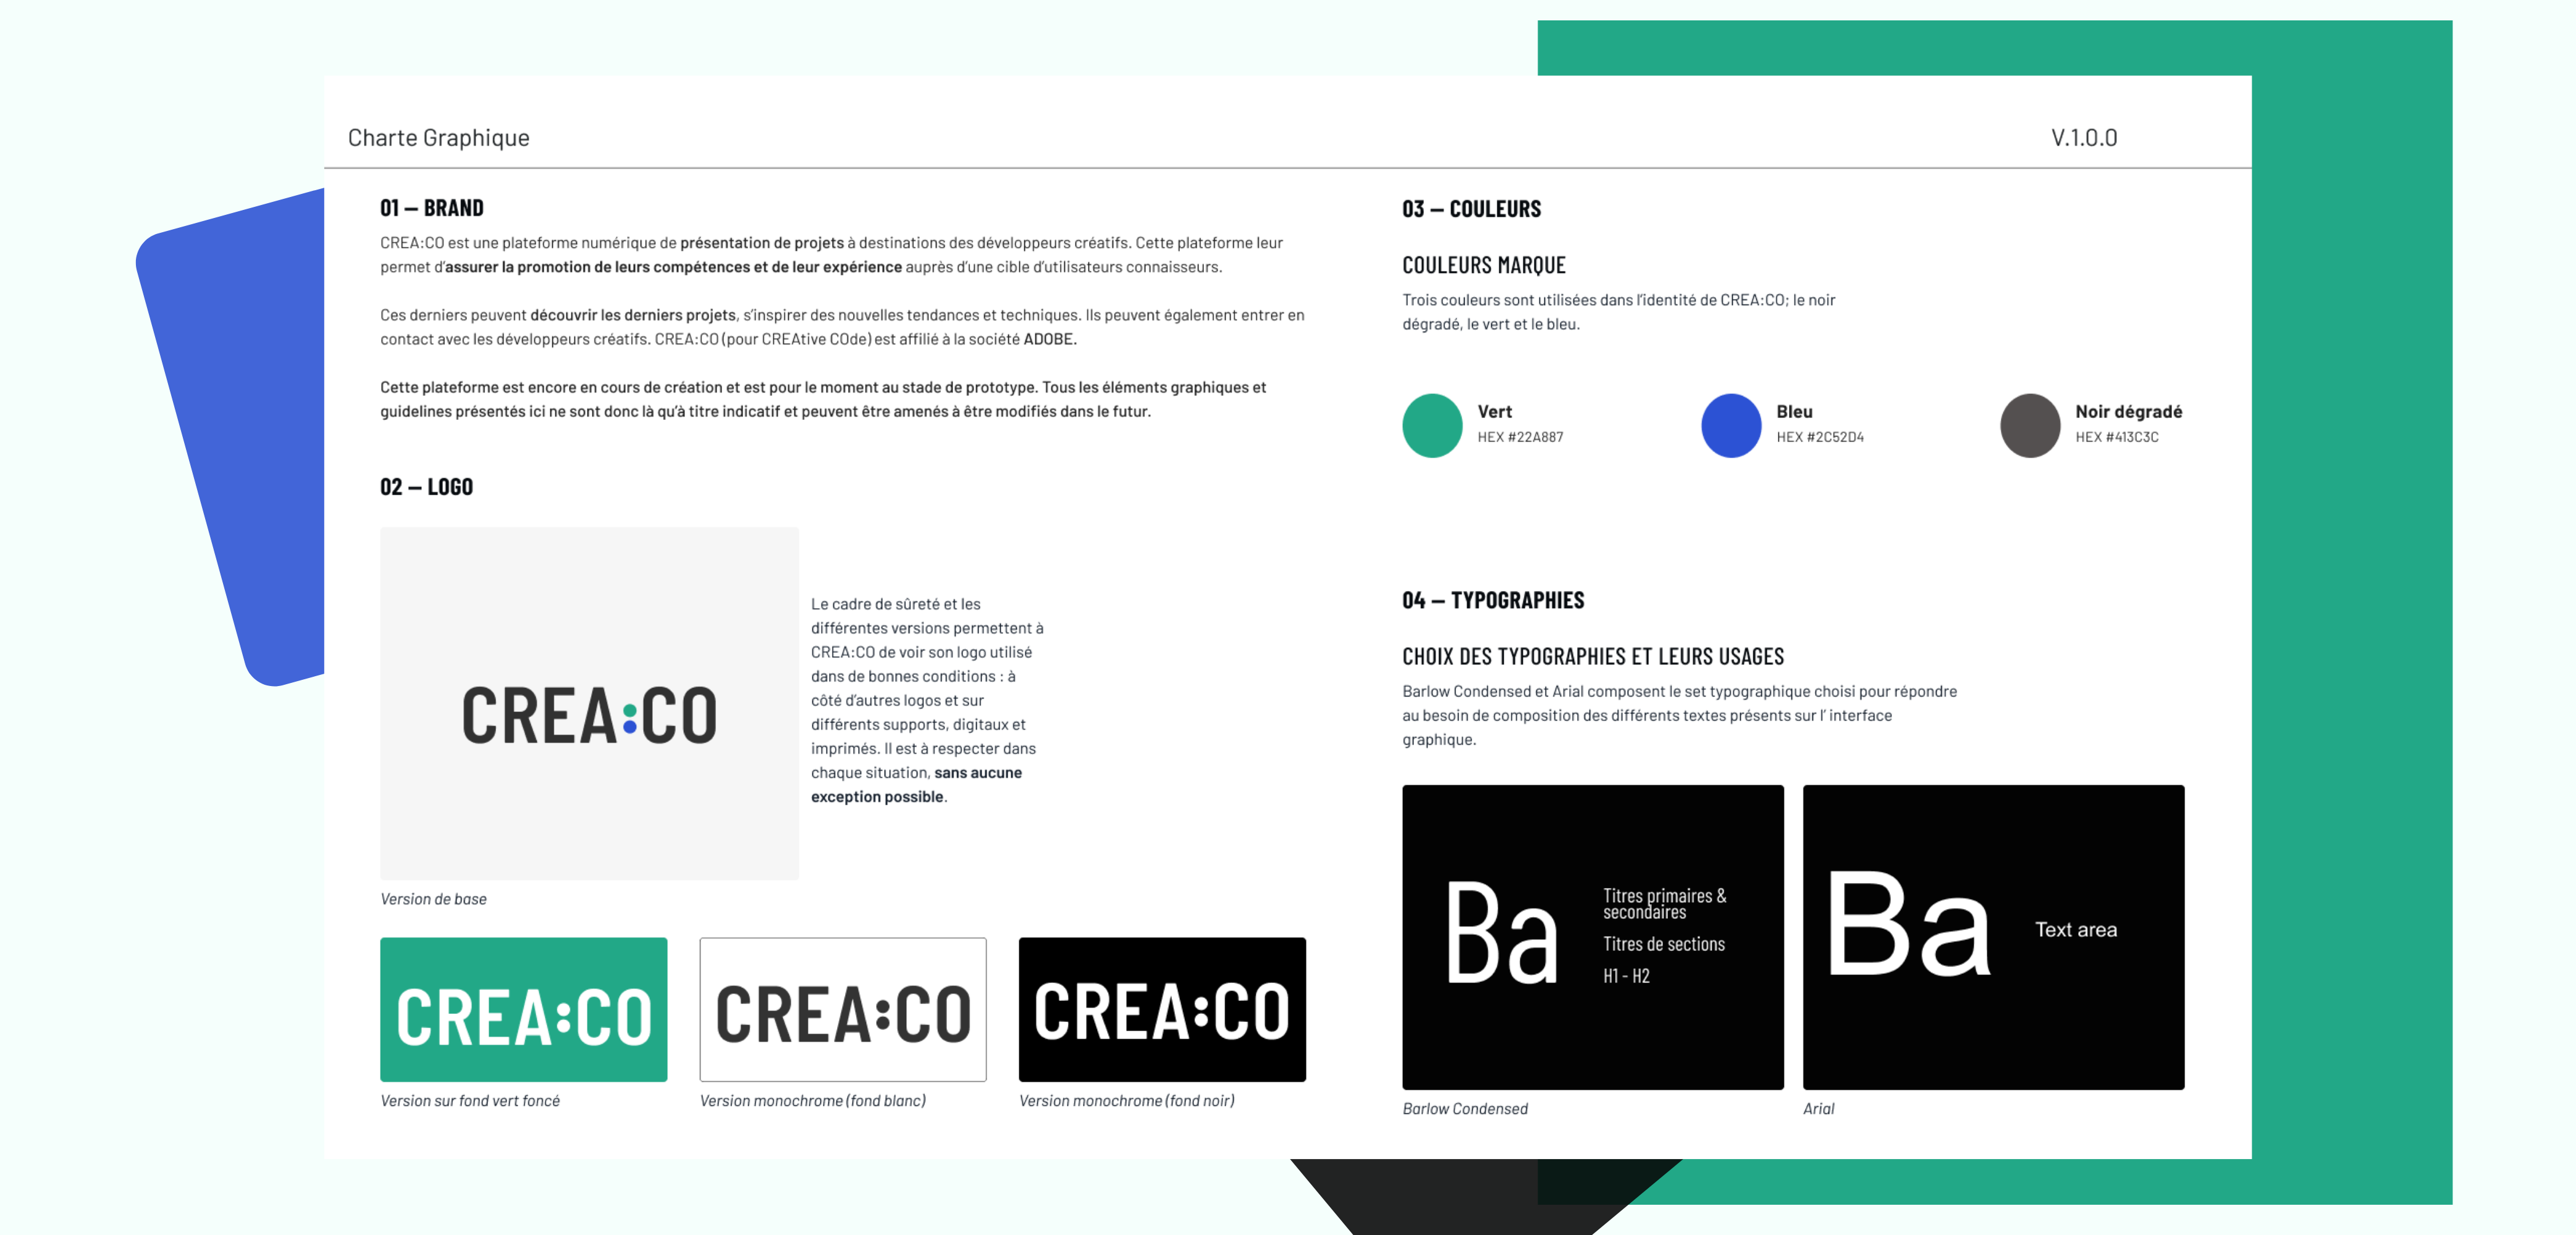 Charte Graphique
V.1.0.0
01 – BRAND
CREA:CO est une plateforme numérique de présentation de projets à destinations des développeurs créatifs. Cette plateforme leur
permet d'assurer la promotion de leurs compétences et de leur expérience auprès d'une cible d'utilisateurs connaisseurs.
Ces derniers peuvent découvrir les derniers projets, s'inspirer des nouvelles tendances et techniques. Ils peuvent également entrer en
contact avec les développeurs créatifs. CREA:CO (pour CREAtive COde) est affilié à la société ADOBE.
Cette plateforme est encore en cours de création et est pour le moment au stade de prototype. Tous les éléments graphiques et
guidelines présentés ici ne sont donc là qu'à titre indicatif et peuvent être amenés à être modifiés dans le futur.
02 – LOGO
CREA:CO
Version de base
Le cadre de sûreté et les
différentes versions permettent à
CREA:CO de voir son logo utilisé
dans de bonnes conditions : à
côté d'autres logos et sur
différents supports, digitaux et
imprimés. Il est à respecter dans
chaque situation, sans aucune
exception possible.
CREA:CO
Version sur fond vert foncé
CREA:CO
Version monochrome (fond blanc)
CREA:CO
Version monochrome (fond noir)
03 – COULEURS
COULEURS MARQUE
Trois couleurs sont utilisées dans l'identité de CREA:CO; le noir
dégradé, le vert et le bleu.
Vert
HEX #22A887
Bleu
HEX #2C52D4
Noir dégradé
HEX #413C3C
04 – TYPOGRAPHIES
CHOIX DES TYPOGRAPHIES ET LEURS USAGES
Barlow Condensed et Arial composent le set typographique choisi pour répondre
au besoin de composition des différents textes présents sur l' interface
graphique.
Ba
Titres primaires &
secondaires
Titres de sections
H1 - H2
Barlow Condensed
Ba
Text area
Arial